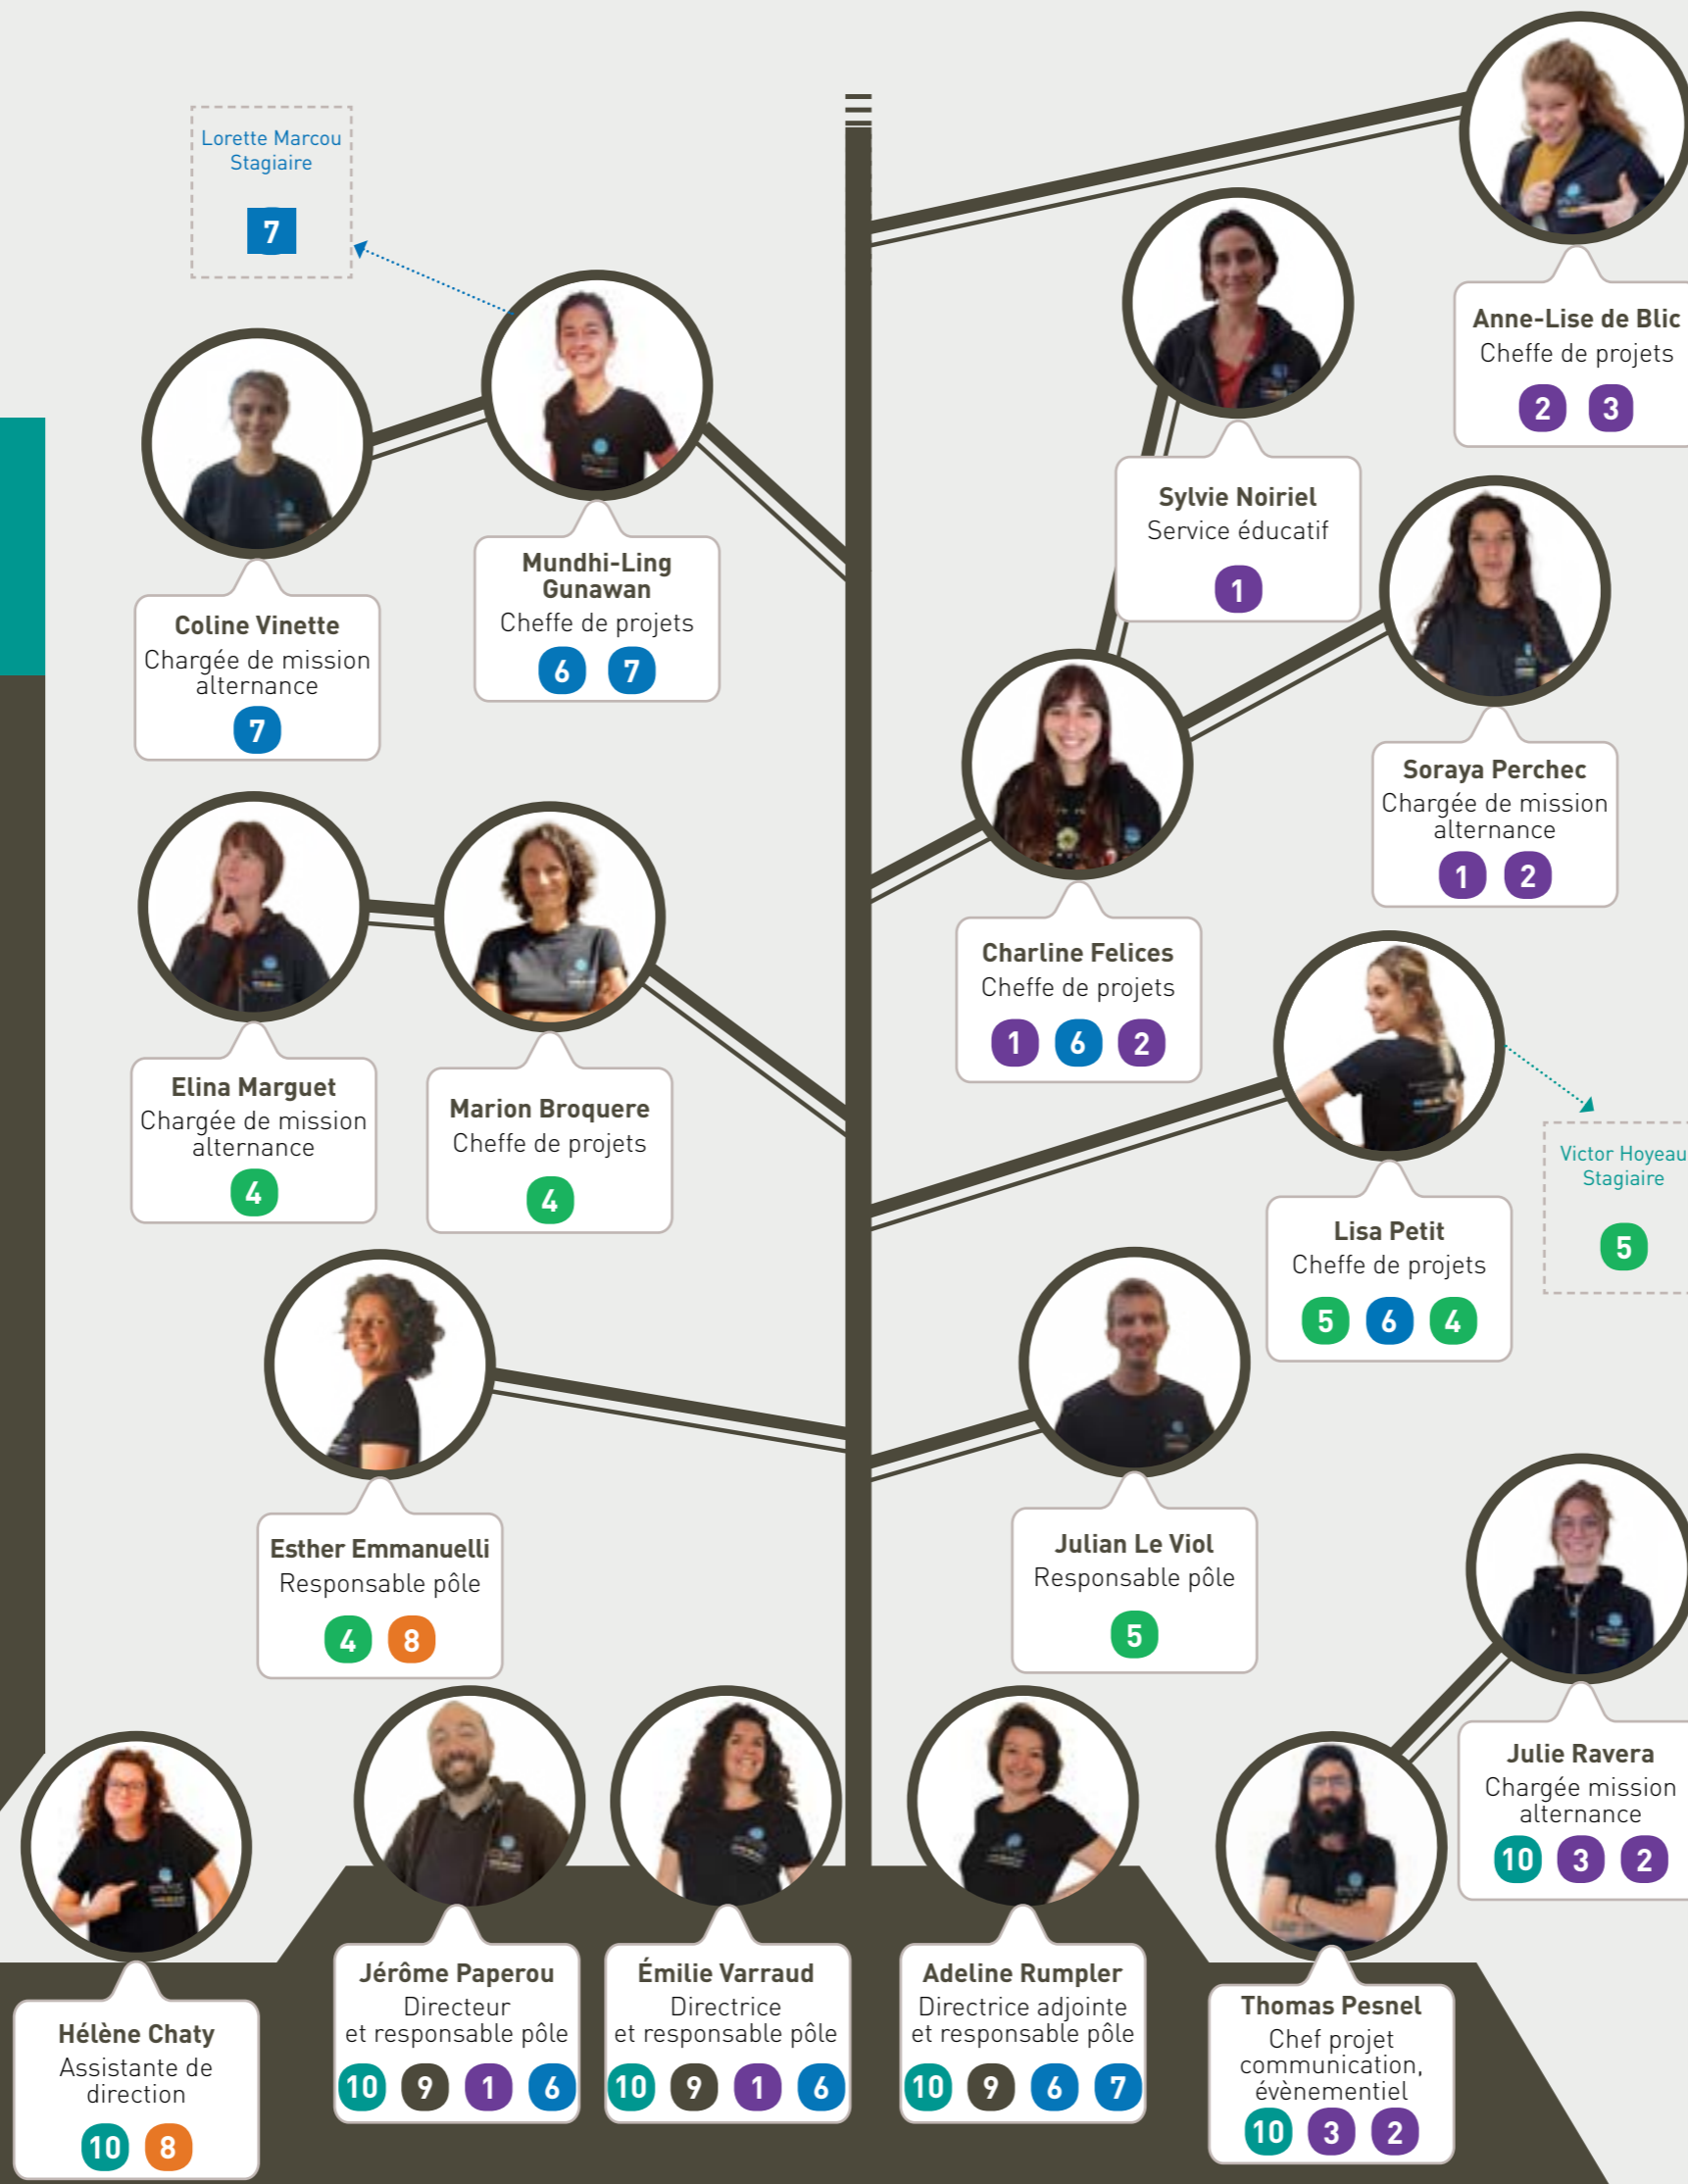 Lorette Marcou
Stagiaire
7
Anne-Lise de Blic
Cheffe de projets
2 3
Sylvie Noiriel
Service éducatif
1
Mundhi-Ling
Gunawan
Cheffe de projets
6 7
Coline Vinette
Chargée de mission
alternance
7
Soraya Perchec
Chargée de mission
alternance
1 2
Charline Felices
Cheffe de projets
1 6 2
Elina Marguet
Chargée de mission
alternance
4
Marion Broquere
Cheffe de projets
4
Victor Hoyeau
Stagiaire
5
Lisa Petit
Cheffe de projets
5 6 4
Esther Emmanuelli
Responsable pôle
4 8
Julian Le Viol
Responsable pôle
5
Julie Ravera
Chargée mission
alternance
10 3 2
Hélène Chaty
Assistante de
direction
10 8
Jérôme Paperou
Directeur
et responsable pôle
10 9 1 6
Émilie Varraud
Directrice
et responsable pôle
10 9 1 6
Adeline Rumpler
Directrice adjointe
et responsable pôle
10 9 6 7
Thomas Pesnel
Chef projet
communication,
évènementiel
10 3 2